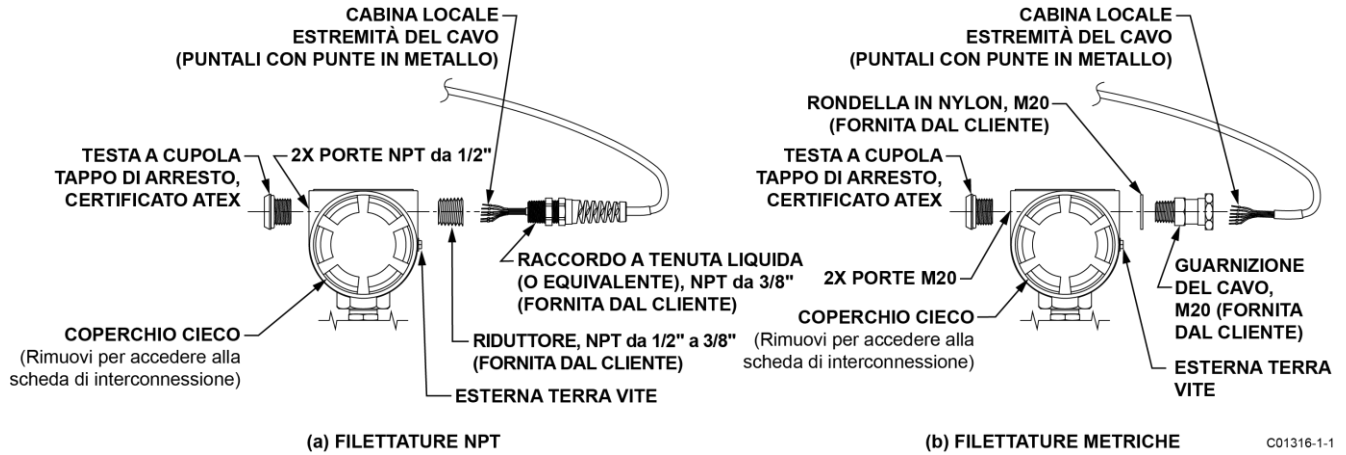 CABINA LOCALE
ESTREMITÀ DEL CAVO
(PUNTALI CON PUNTE IN METALLO)
TESTA A CUPOLA
TAPPO DI ARRESTO,
CERTIFICATO ATEX
2X PORTE NPT da 1/2"
RACCORDO A TENUTA LIQUIDA
(O EQUIVALENTE), NPT da 3/8"
(FORNITA DAL CLIENTE)
COPERCHIO CIECO
(Rimuovi per accedere alla
scheda di interconnessione)
RIDUTTORE, NPT da 1/2" a 3/8"
(FORNITA DAL CLIENTE)
ESTERNA TERRA VITE
(a) FILETTATURE NPT
CABINA LOCALE
ESTREMITÀ DEL CAVO
(PUNTALI CON PUNTE IN METALLO)
RONDELLA IN NYLON, M20
(FORNITA DAL CLIENTE)
TESTA A CUPOLA
TAPPO DI ARRESTO,
CERTIFICATO ATEX
2X PORTE M20
GUARNIZIONE
DEL CAVO,
M20 (FORNITA
DAL CLIENTE)
COPERCHIO CIECO
(Rimuovi per accedere alla
scheda di interconnessione)
ESTERNA TERRA
VITE
(b) FILETTATURE METRICHE
C01316-1-1